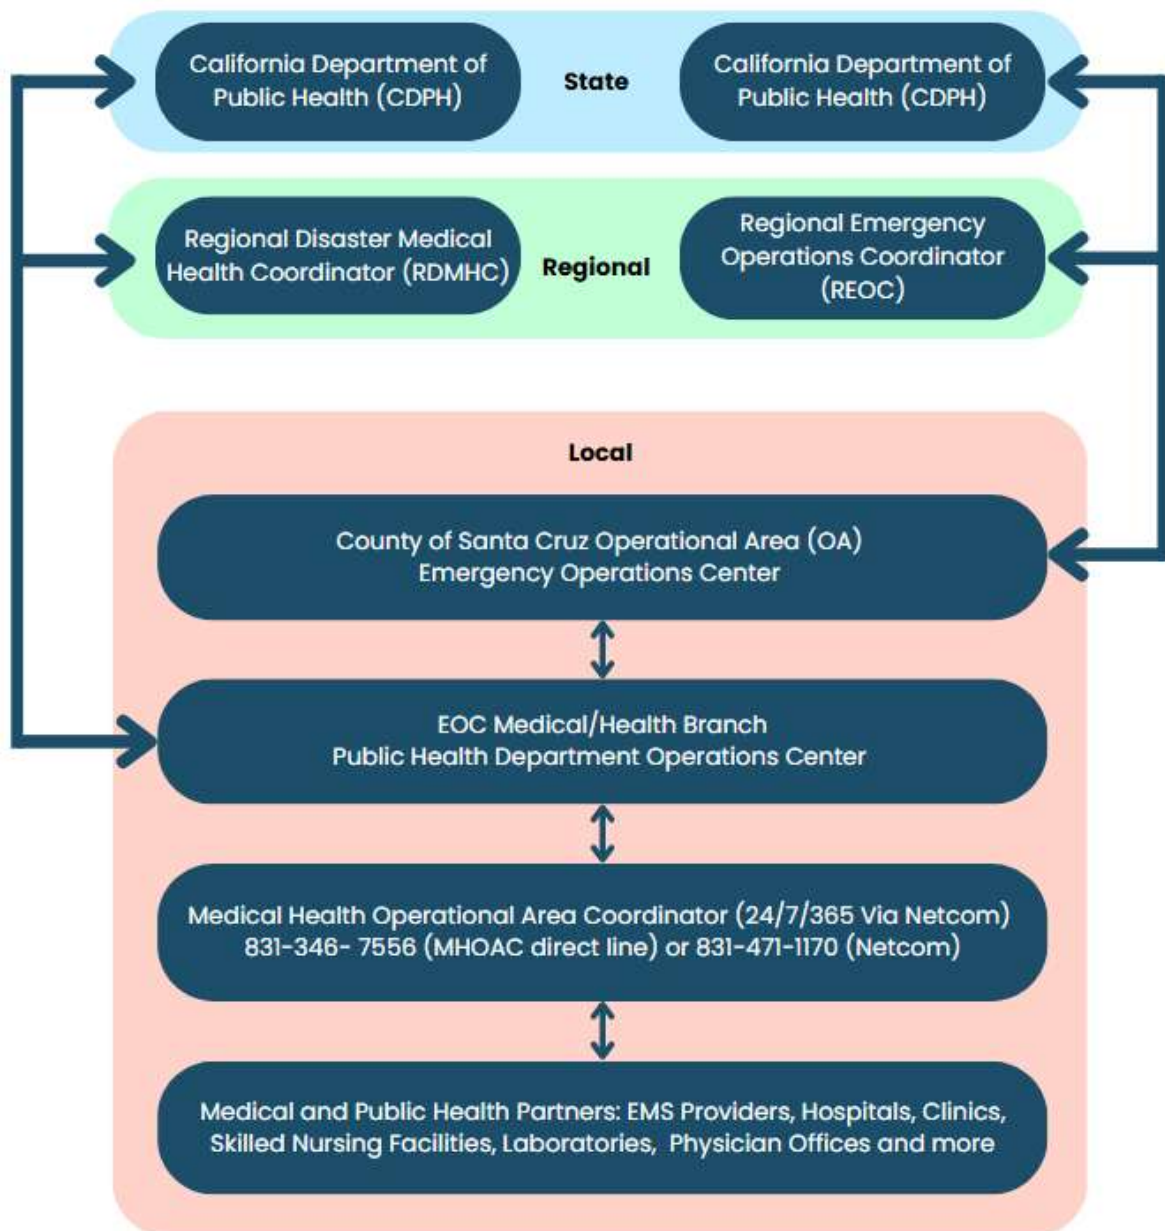 California Department of
Public Health (CDPH)
State
California Department of
Public Health (CDPH)
Regional Disaster Medical
Health Coordinator (RDMHC)
Regional
Regional Emergency
Operations Coordinator
(REOC)
Local
County of Santa Cruz Operational Area (OA)
Emergency Operations Center
EOC Medical/Health Branch
Public Health Department Operations Center
Medical Health Operational Area Coordinator (24/7/365 Via Netcom)
831-346- 7556 (MHOAC direct line) or 831-471-1170 (Netcom)
Medical and Public Health Partners: EMS Providers, Hospitals, Clinics,
Skilled Nursing Facilities, Laboratories,  Physician Offices and more